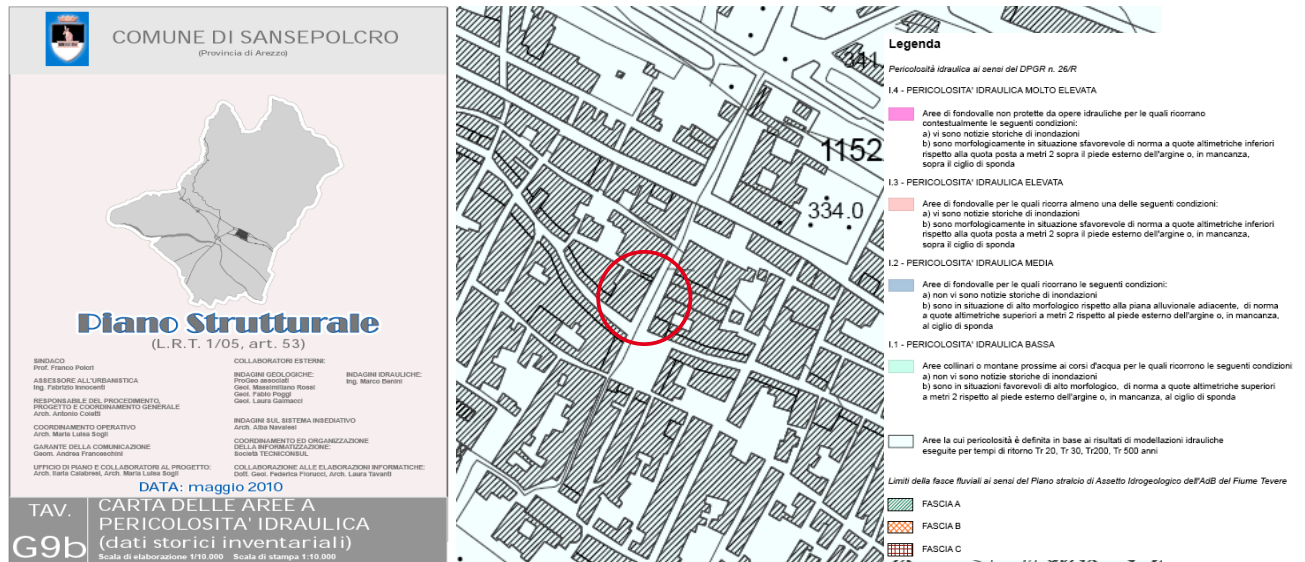 COMUNE DI SANSEPOLCRO
(Provincia di Arezzo)
Piano Strutturale
(L.R.T. 1/05, art. 53)
SINDACO
Prof. Franco Polcri
ASSESSORE ALL'URBANISTICA
Ing. Fabrizio Innocenti
RESPONSABILE DEL PROCEDIMENTO,
PROGETTO E COORDINAMENTO GENERALE
Arch. Antonio Coletti
COORDINAMENTO OPERATIVO
Arch. Maria Luisa Sogli
GARANTE DELLA COMUNICAZIONE
Geom. Andrea Franceschini
UFFICIO DI PIANO E COLLABORATORI AL PROGETTO:
Arch. Ilaria Calabresi, Arch. Maria Luisa Sogli
COLLABORATORI ESTERNI:
INDAGINI GEOLOGICHE:
ProGeo associati
Geol. Massimiliano Rossi
Geol. Fabio Poggi
Geol. Laura Galmacci
INDAGINI IDRAULICHE:
Ing. Marco Benini
INDAGINI SUL SISTEMA INSEDIATIVO
Arch. Alba Navalesi
COORDINAMENTO ED ORGANIZZAZIONE
DELLA INFORMATIZZAZIONE:
Società TECNICONSUL
COLLABORAZIONE ALLE ELABORAZIONI INFORMATICHE:
Dott. Geol. Federica Fiorucci, Arch. Laura Tavanti
DATA: maggio 2010
TAV.
G9b
CARTA DELLE AREE A
PERICOLOSITA' IDRAULICA
(dati storici inventariali)
Scala di elaborazione 1/10.000 Scala di stampa 1:10.000
341
1152
334.0
Legenda
Pericolosità idraulica ai sensi del DPGR n. 26/R
I.4 - PERICOLOSITA' IDRAULICA MOLTO ELEVATA
Aree di fondovalle non protette da opere idrauliche per le quali ricorrano
contestualmente le seguenti condizioni:
a) vi sono notizie storiche di inondazioni
b) sono morfologicamente in situazione sfavorevole di norma a quote altimetriche inferiori
rispetto alla quota posta a metri 2 sopra il piede esterno dell'argine o, in mancanza,
sopra il ciglio di sponda
I.3 - PERICOLOSITA' IDRAULICA ELEVATA
Aree di fondovalle per le quali ricorra almeno una delle seguenti condizioni:
a) vi sono notizie storiche di inondazioni
b) sono morfologicamente in situazione sfavorevole di norma a quote altimetriche inferiori
rispetto alla quota posta a metri 2 sopra il piede esterno dell'argine o, in mancanza,
sopra il ciglio di sponda
I.2 - PERICOLOSITA' IDRAULICA MEDIA
Aree di fondovalle per le quali ricorrono le seguenti condizioni:
a) non vi sono notizie storiche di inondazioni
b) sono in situazione di alto morfologico rispetto alla piana alluvionale adiacente, di norma
a quote altimetriche superiori a metri 2 rispetto al piede esterno dell'argine o, in mancanza,
al ciglio di sponda
I.1 - PERICOLOSITA' IDRAULICA BASSA
Aree collinari o montane prossime ai corsi d'acqua per le quali ricorrono le seguenti condizioni
a) non vi sono notizie storiche di inondazioni
b) sono in situazioni favorevoli di alto morfologico, di norma a quote altimetriche superiori
a metri 2 rispetto al piede esterno dell'argine o, in mancanza, al ciglio di sponda
Aree la cui pericolosità è definita in base ai risultati di modellazioni idrauliche
eseguite per tempi di ritorno Tr 20, Tr 30, Tr200, Tr 500 anni
Limiti della fasce fluviali ai sensi del Piano stralcio di Assetto Idrogeologico dell'AdB del Fiume Tevere
FASCIA A
FASCIA B
FASCIA C